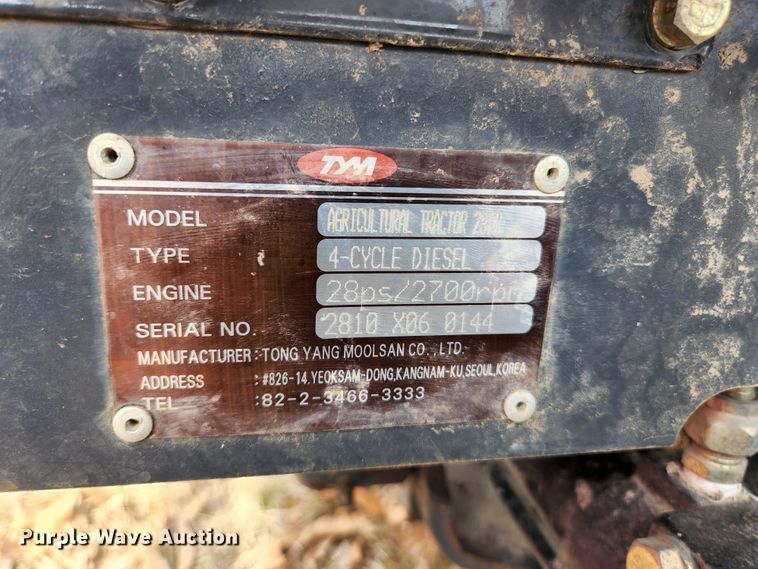 TYM
MODEL AGRICULTURAL TRACTOR
TYPE 4-CYCLE DIESEL
ENGINE 28ps/2700rpm
SERIAL NO. 2810 X06 0144
MANUFACTURER : TONG YANG MOOLSAN CO.,LTD.
ADDRESS : #826-14,YEOKSAM-DONG,KANGNAM-KU,SEOUL,KOREA
TEL :82-2-3466-3333
Purple Wave Auction